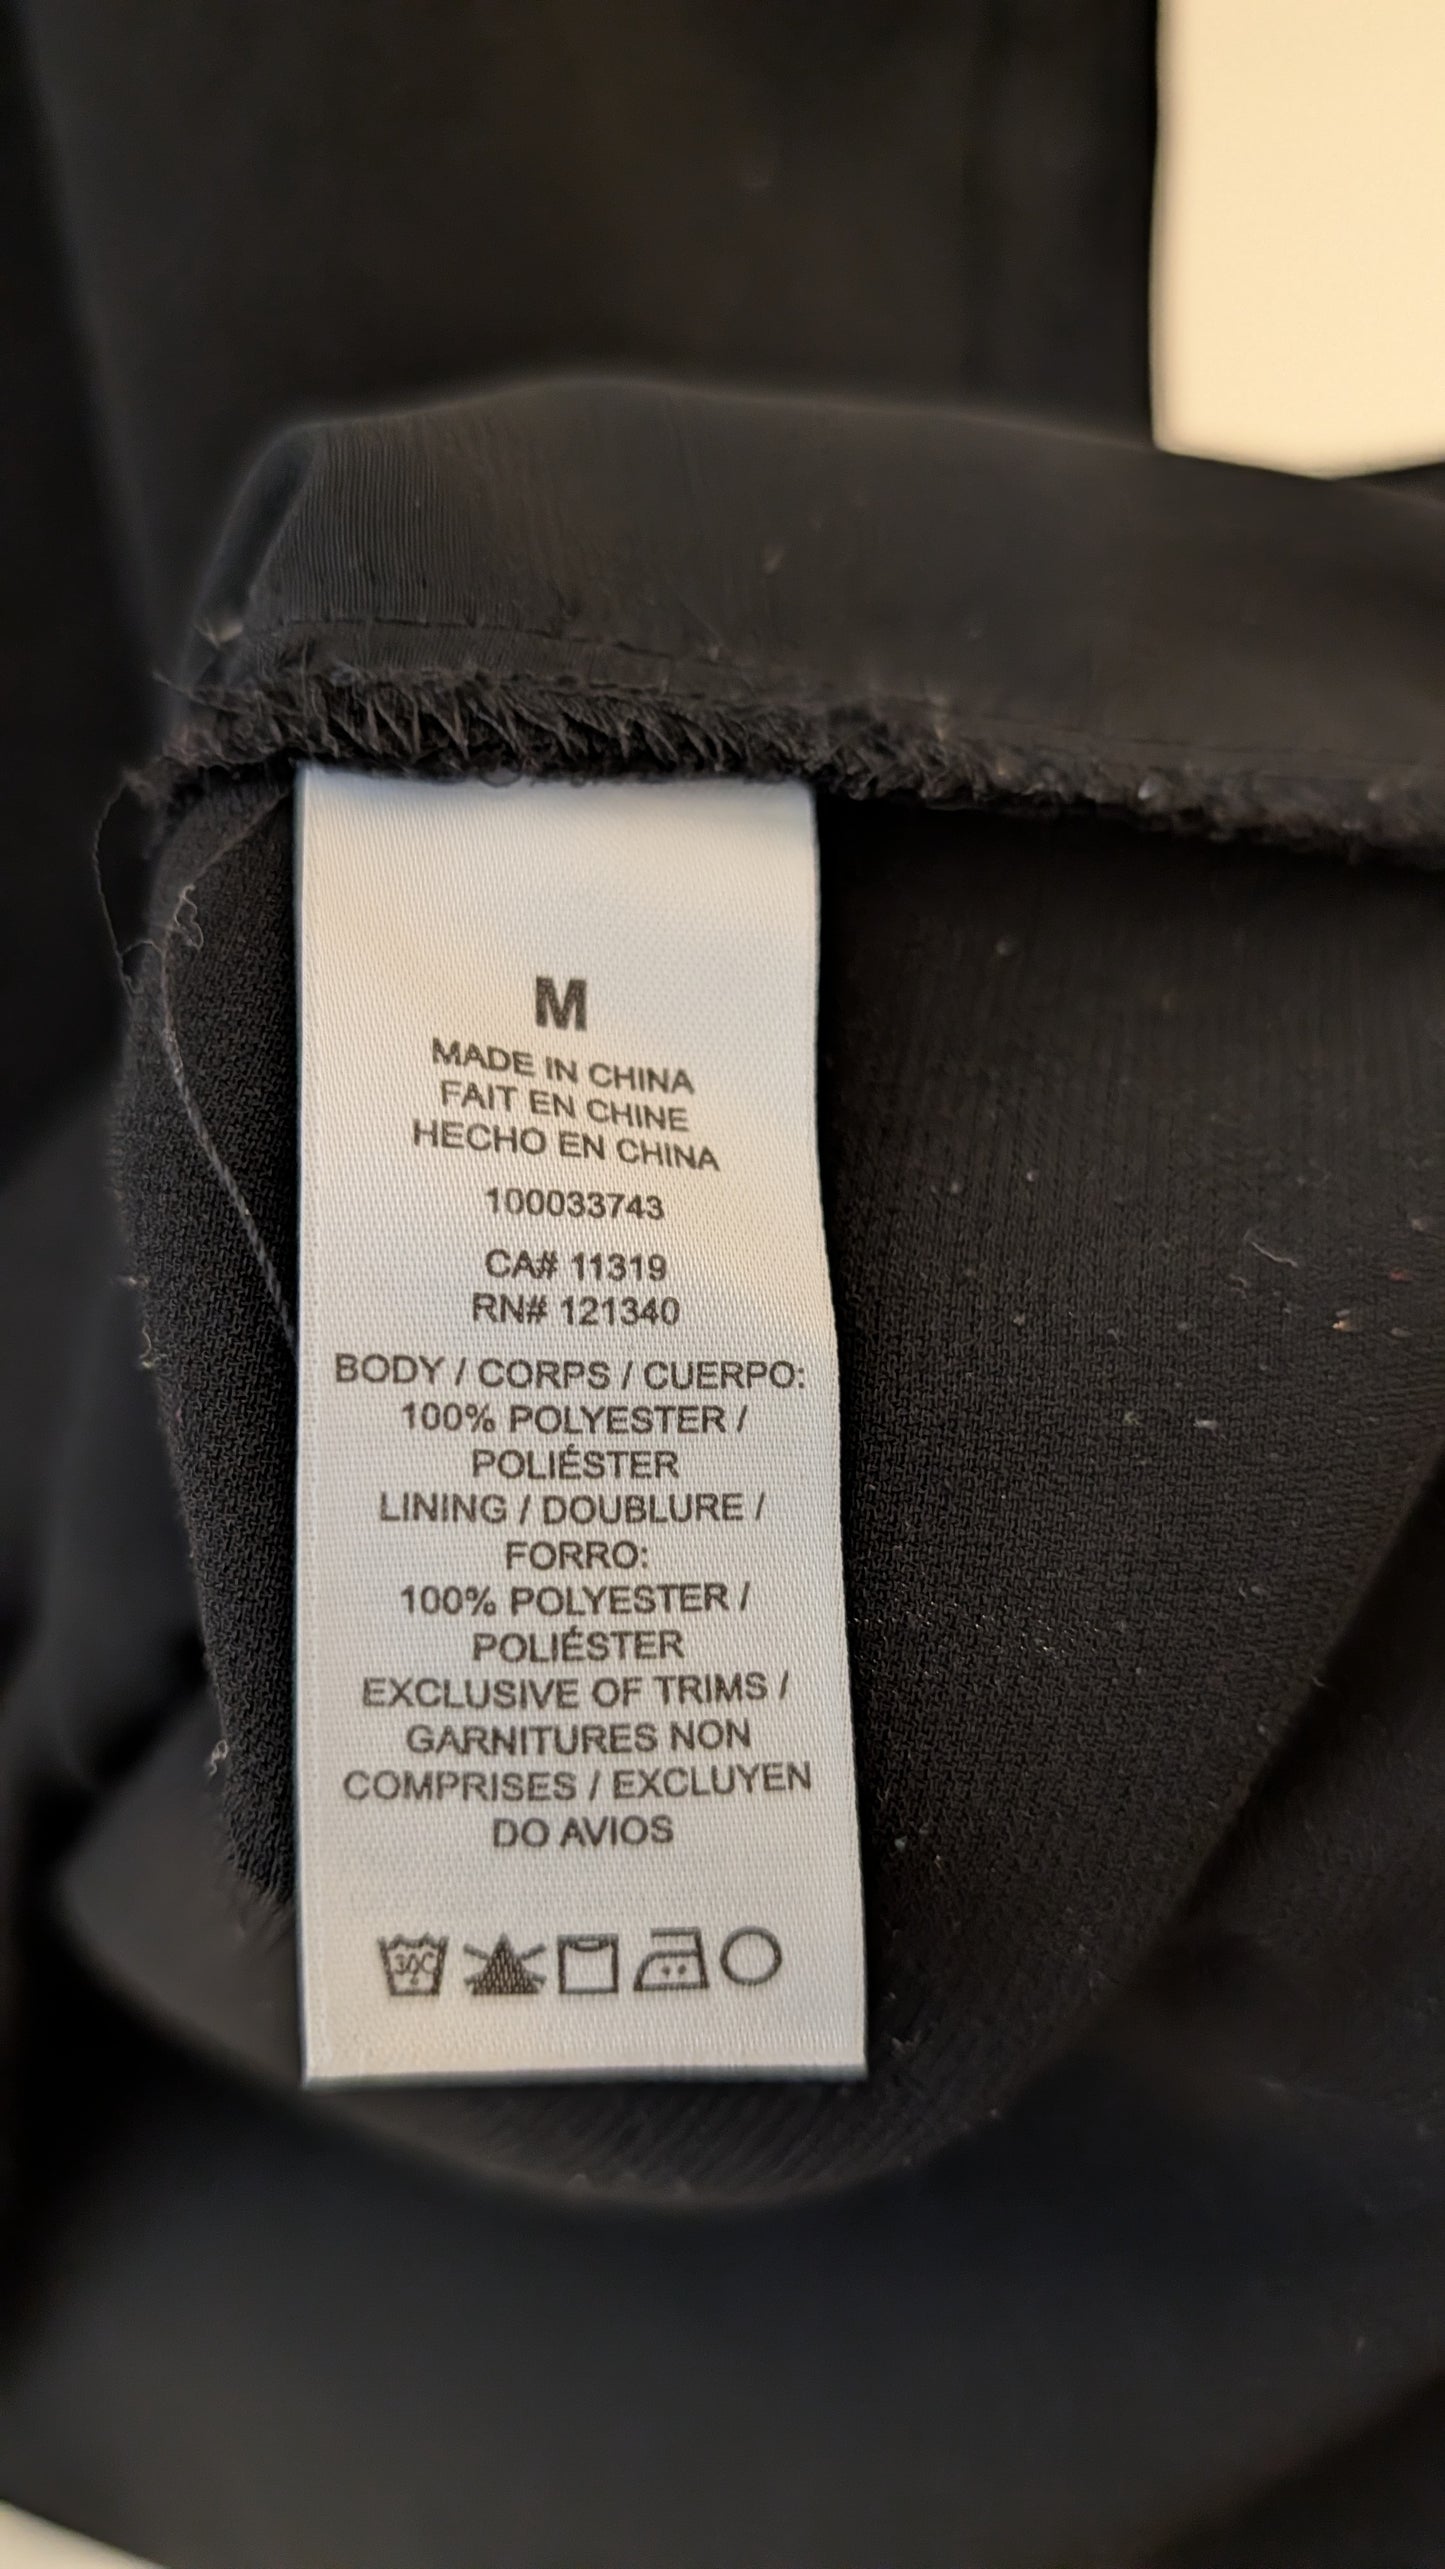 M
MADE IN CHINA
FAIT EN CHINE
HECHO EN CHINA
100033743
CA# 11319
RN# 121340
BODY / CORPS / CUERPO:
100% POLYESTER /
POLIÉSTER
LINING / DOUBLURE /
FORRO:
100% POLYESTER /
POLIÉSTER
EXCLUSIVE OF TRIMS /
GARNITURES NON
COMPRISES / EXCLUYEN
DO AVIOS
30C